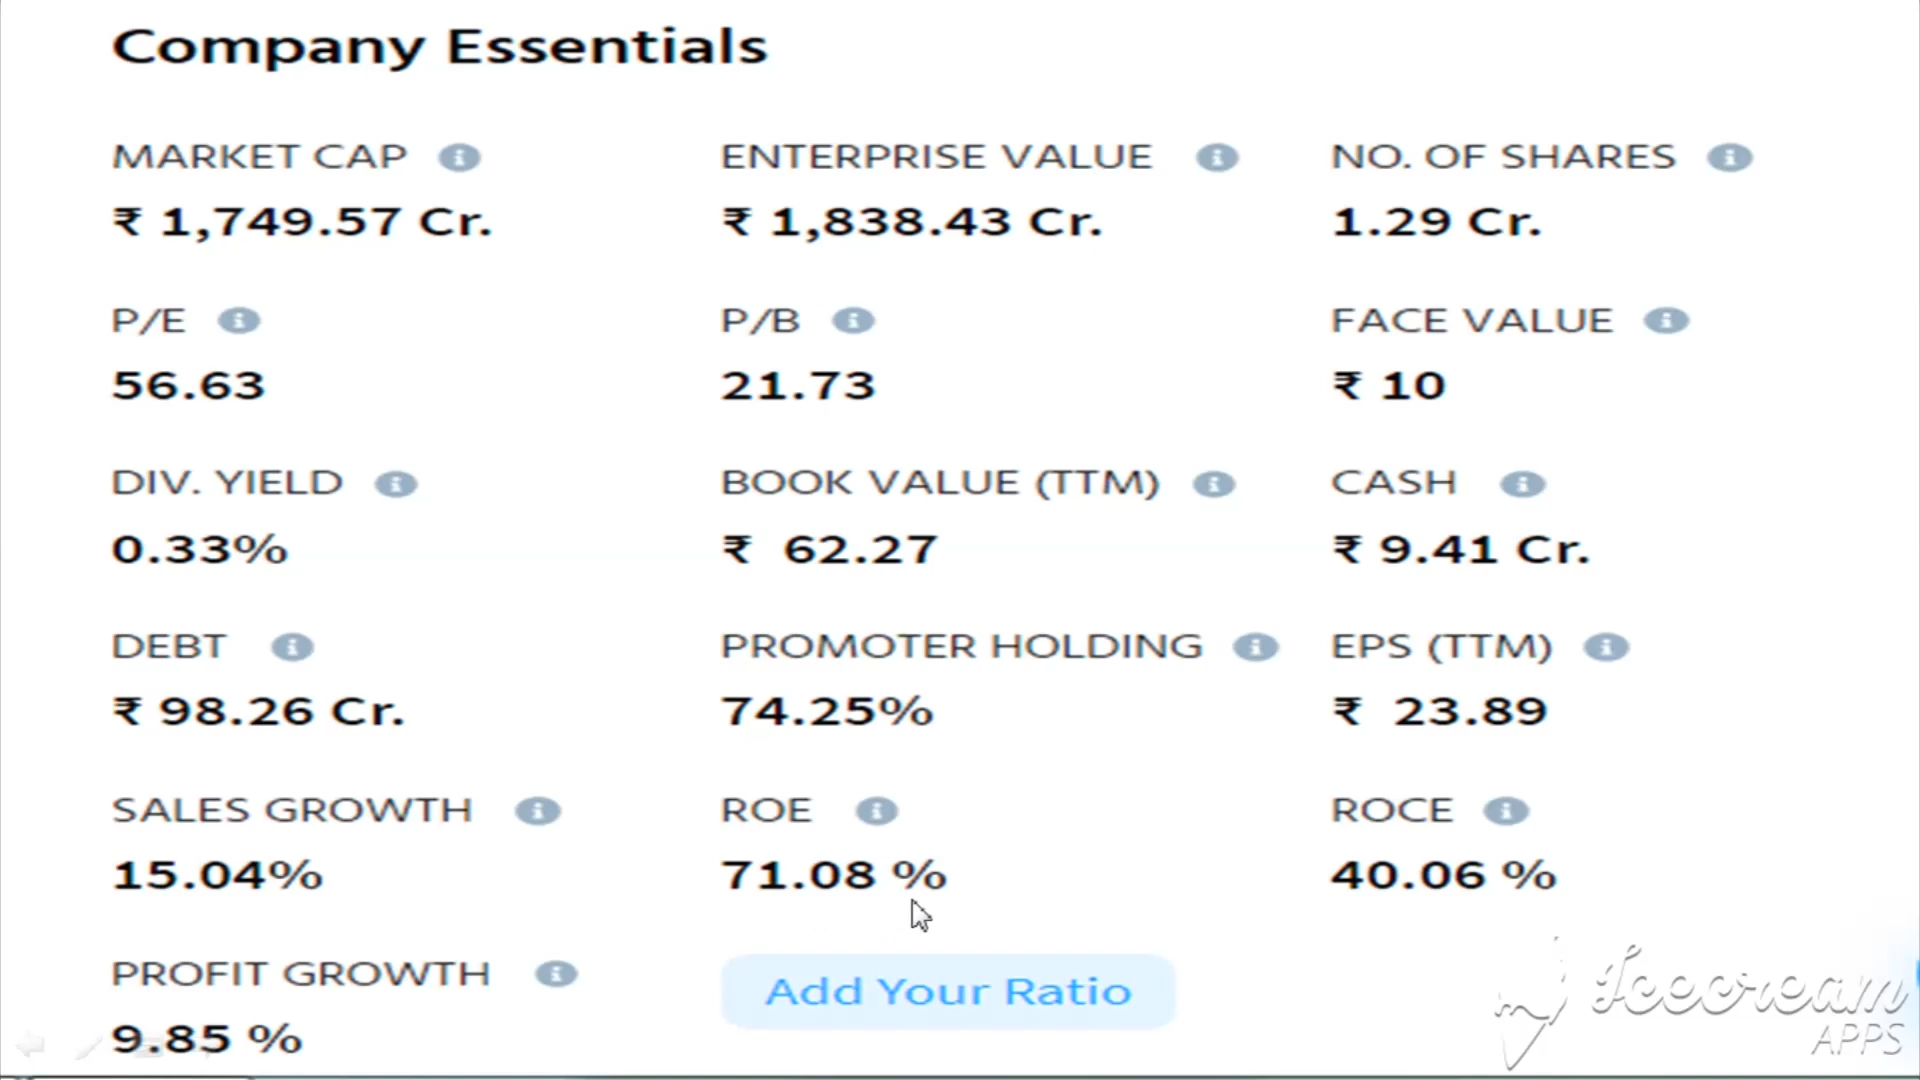 Company Essentials
MARKET CAP ENTERPRISE VALUE NO. OF SHARES
₹ 1,749.57 Cr. ₹ 1,838.43 Cr. 1.29 Cr.
P/E P/B FACE VALUE
56.63 21.73 ₹ 10
DIV. YIELD BOOK VALUE (TTM) CASH
0.33% ₹ 62.27 ₹ 9.41 Cr.
DEBT PROMOTER HOLDING EPS (TTM)
₹ 98.26 Cr. 74.25% ₹ 23.89
SALES GROWTH ROE ROCE
15.04% 71.08 % 40.06 %
PROFIT GROWTH Add Your Ratio
9.85 %
Icecream
APPS